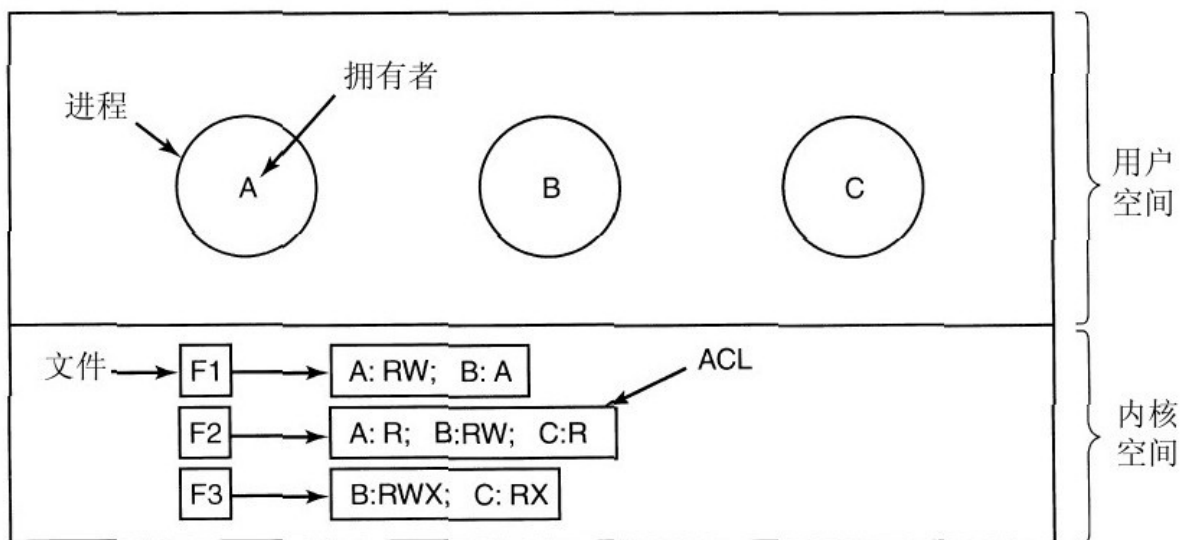 拥有者
进程
A
B
C
用户
空间
文件
F1
A: RW; B: A
ACL
F2
A: R; B:RW; C:R
F3
B:RWX; C: RX
内核
空间